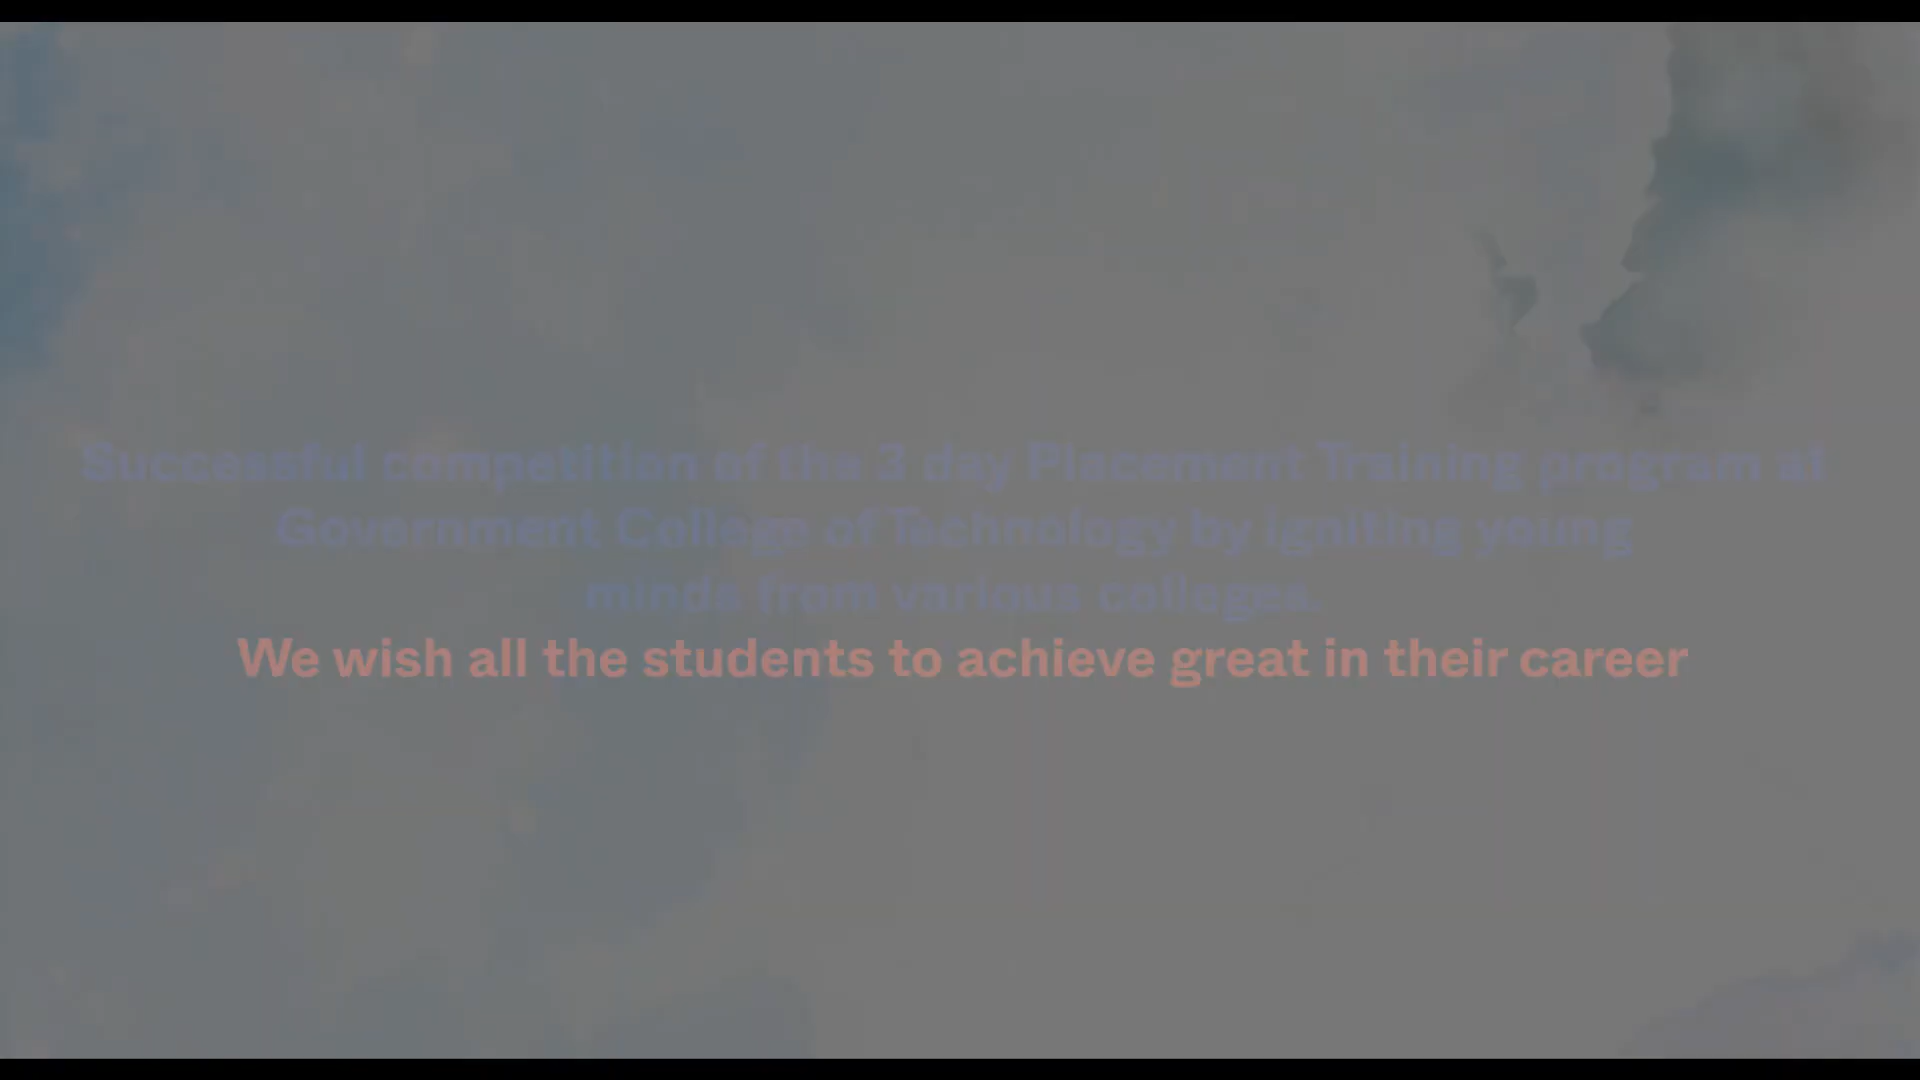 Successful competition of the 3 day Placement Training program at
Government College of Technology by igniting young
minds from various colleges.
We wish all the students to achieve great in their career